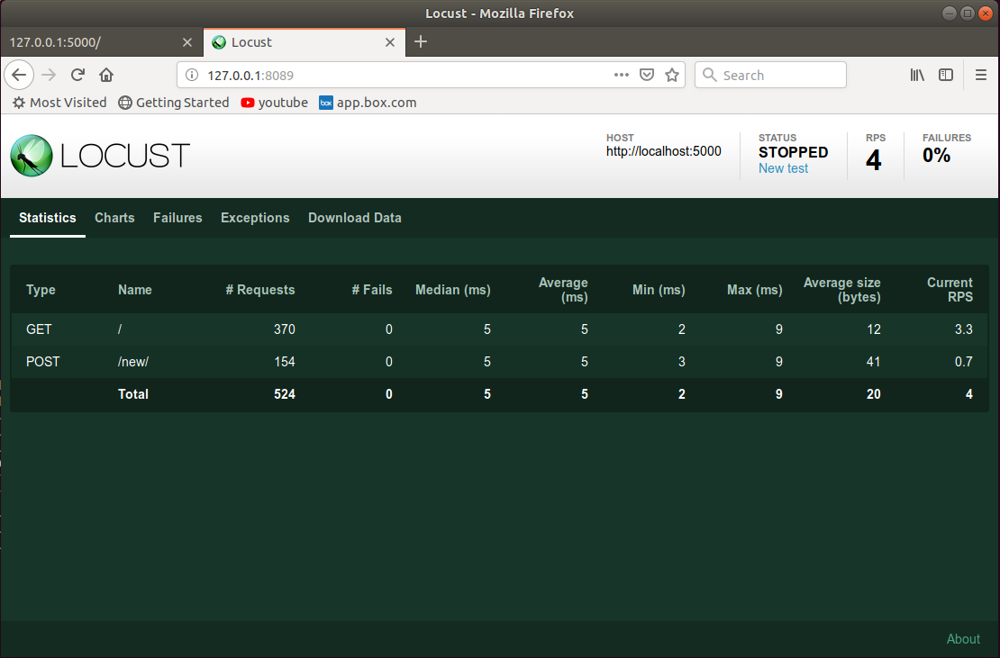 Locust - Mozilla Firefox
127.0.0.1:5000/
Locust
127.0.0.1:8089
Search
Most Visited
Getting Started
youtube
box
app.box.com
LOCUST
HOST
http://localhost:5000
STATUS
STOPPED
New test
RPS
4
FAILURES
0%
Statistics Charts Failures Exceptions Download Data
Type Name # Requests # Fails Median (ms) Average (ms) Min (ms) Max (ms) Average size (bytes) Current RPS
GET / 370 0 5 5 2 9 12 3.3
POST /new/ 154 0 5 5 3 9 41 0.7
Total 524 0 5 5 2 9 20 4
About